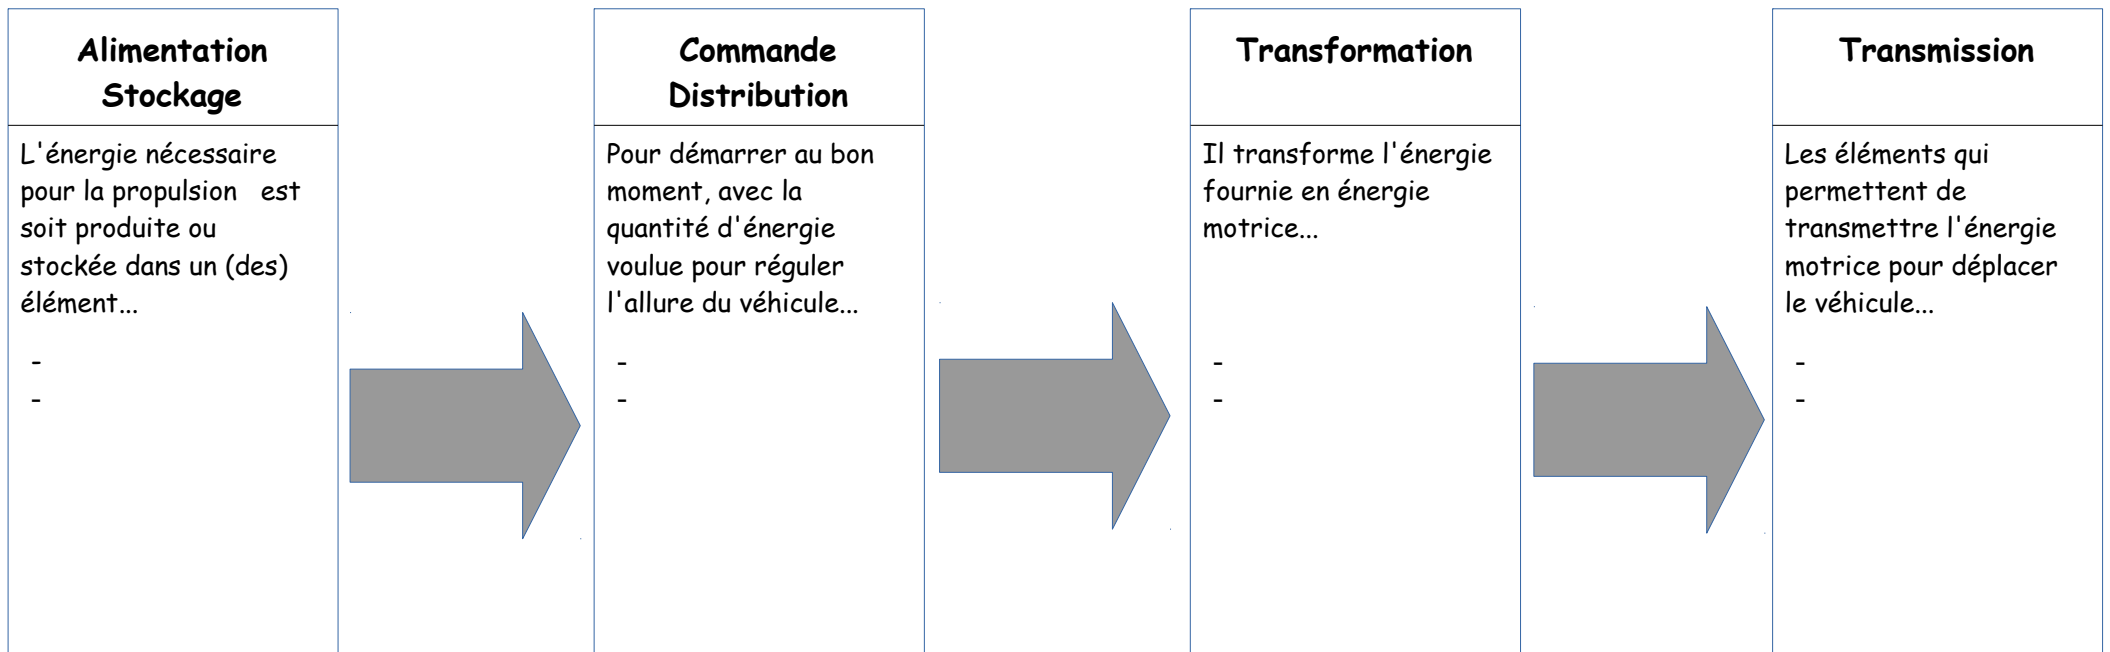 Alimentation
Stockage
L'énergie nécessaire
pour la propulsion   est
soit produite ou
stockée dans un (des)
élément...
-
-
Commande
Distribution
Pour démarrer au bon
moment, avec la
quantité d'énergie
voulue pour réguler
l'allure du véhicule...
-
-
Transformation
Il transforme l'énergie
fournie en énergie
motrice...
-
-
Transmission
Les éléments qui
permettent de
transmettre l'énergie
motrice pour déplacer
le véhicule...
-
-